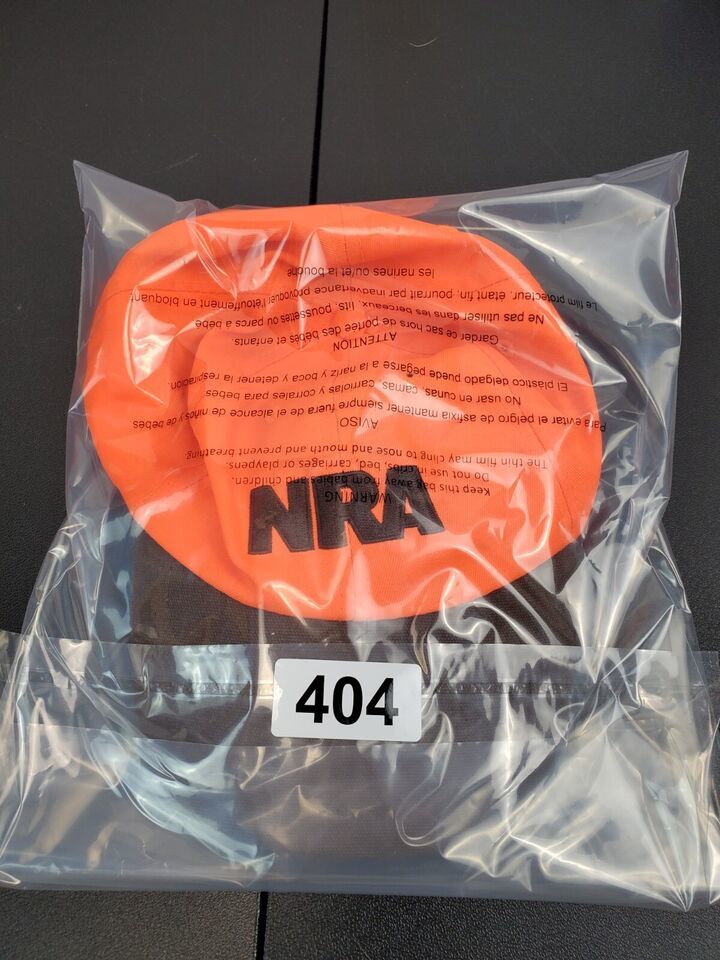 NRA
404
WARNING
Keep this bag away from babies and children.
Do not use in cribs, bed, carriages or playpens.
The thin film may cling to nose and mouth and prevent breathing.
AVISO
Para evitar el peligro de asfixia mantener siempre fuera de el alcance de niños y de bebés
No usar en cunas, camas, carriolas y corrales para bebés.
El plastico delgado puede pegarse a la nariz y boca y detener la respiracion.
ATTENTION
Garder ce sac hors de portée des bébés et enfants.
Ne pas utiliser dans les berceaux, lits, poussettes ou parcs à bébé
Le film protecteur, étant fin, pourrait par inadvertance provoquer l'étouffement en bloquant
les narines ou/et la bouche